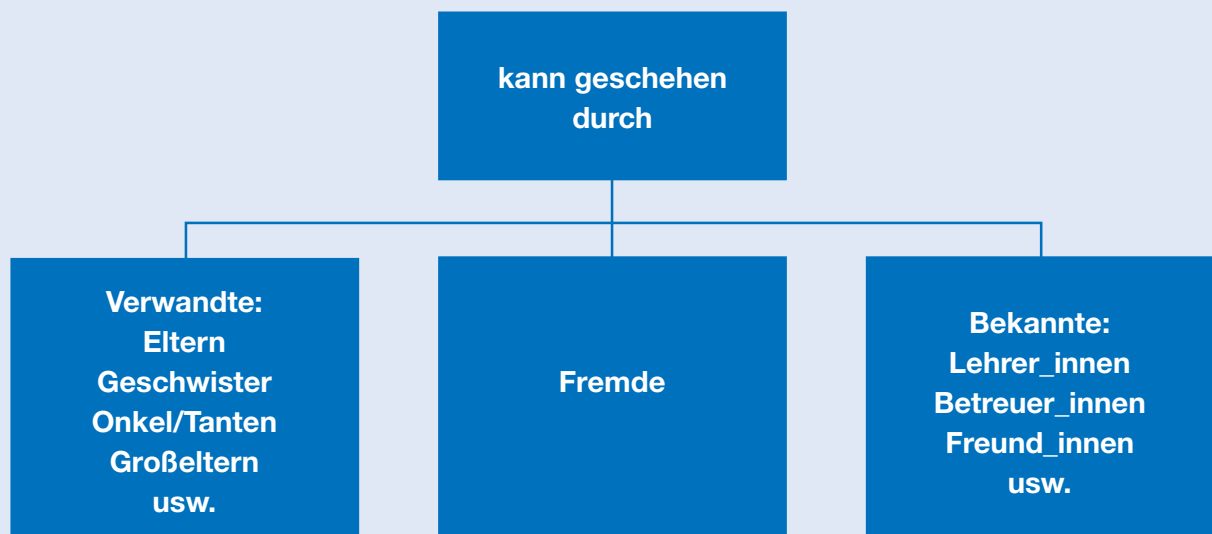 kann geschehen
durch
Verwandte:
Eltern
Geschwister
Onkel/Tanten
Großeltern
usw.
Fremde
Bekannte:
Lehrer_innen
Betreuer_innen
Freund_innen
usw.